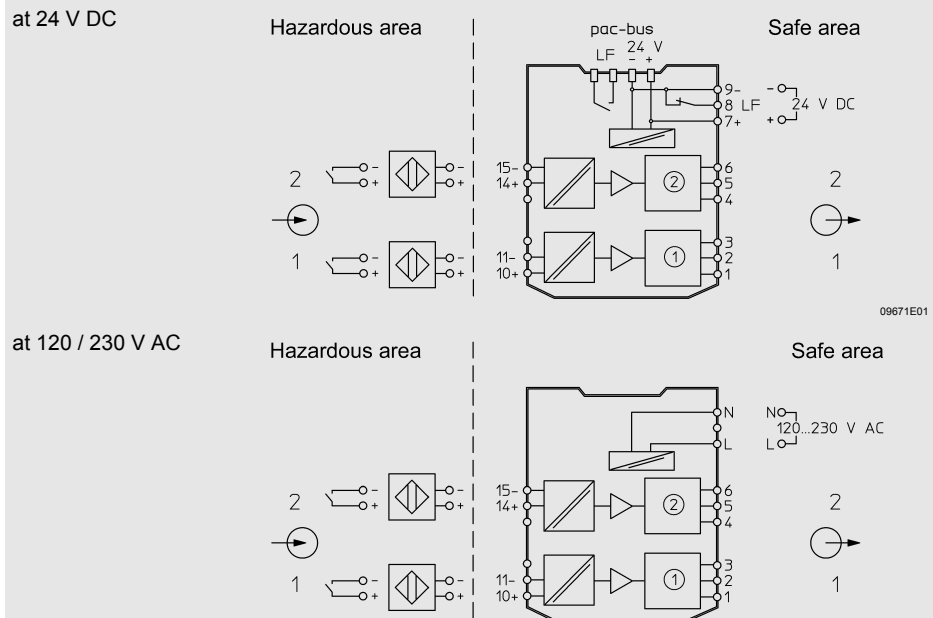 at 24 V DC
Hazardous area
pac-bus
Safe area
LF 24 V
- +
9- - 
8 LF 24 V DC
7+ +
2 - - 15- 2 6 2
+ + 14+ 5
4
1 - - 11- 1 3 1
+ + 10+ 2
1
09671E01
at 120 / 230 V AC
Hazardous area
Safe area
N N
120...230 V AC
L L
2 - - 15- 2 6 2
+ + 14+ 5
4
1 - - 11- 1 3 1
+ + 10+ 2
1